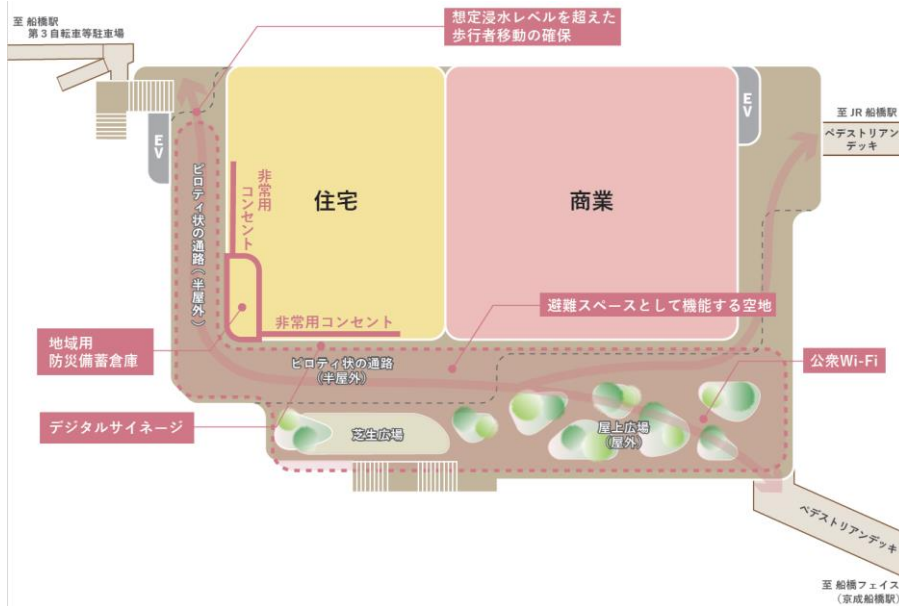 至 船橋駅
第3自転車等駐車場
想定浸水レベルを超えた
歩行者移動の確保
EV
EV
至 JR 船橋駅
ペデストリアン
デッキ
ピロティ状の通路(半屋外)
非常用
コンセント
住宅
商業
非常用コンセント
避難スペースとして機能する空地
地域用
防災備蓄倉庫
ピロティ状の通路
(半屋外)
公衆Wi-Fi
デジタルサイネージ
芝生広場
屋上広場
(屋外)
ペデストリアンデッキ
至 船橋フェイス
(京成船橋駅)